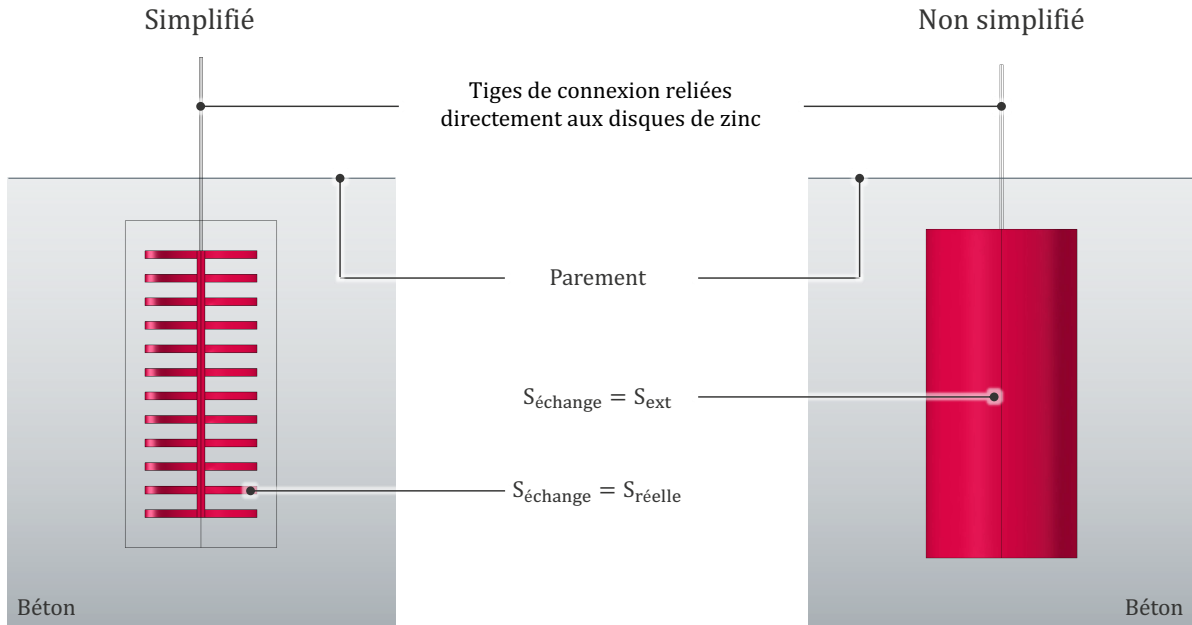 Simplifié
Non simplifié
Tiges de connexion reliées
directement aux disques de zinc
Parement
Séchange = Sext
Séchange = Sréelle
Béton
Béton